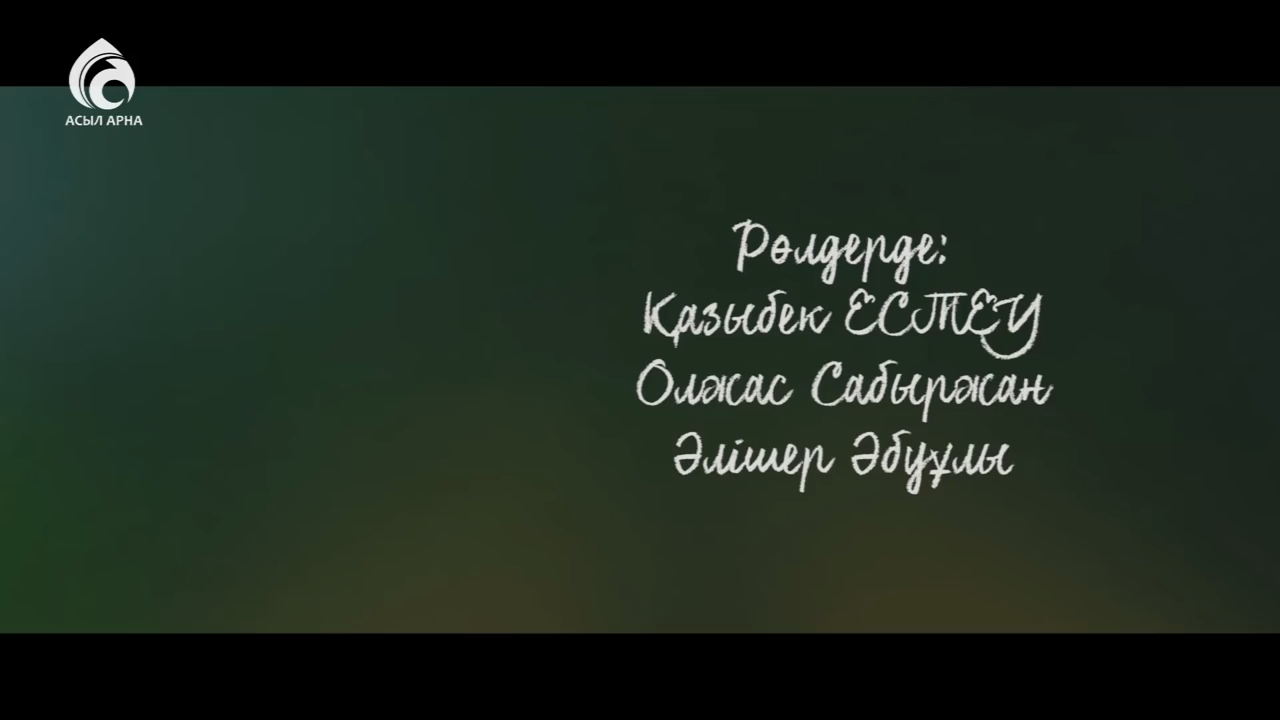 АСЫЛ АРНА
Рөлдерде:
Қазыбек ЕСТЕУ
Олжас Сабыржан
Әлішер Әбуұлы